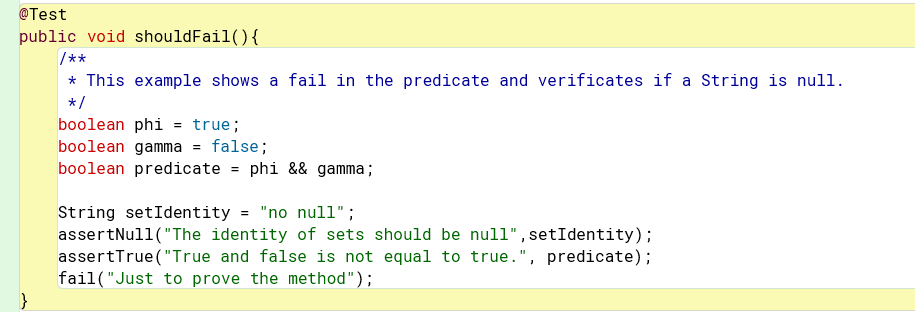 @Test
public void shouldFail(){
/**
* This example shows a fail in the predicate and verificates if a String is null.
*/
boolean phi = true;
boolean gamma = false;
boolean predicate = phi && gamma;
String setIdentity = "no null";
assertNull("The identity of sets should be null",setIdentity);
assertTrue("True and false is not equal to true.", predicate);
fail("Just to prove the method");
}